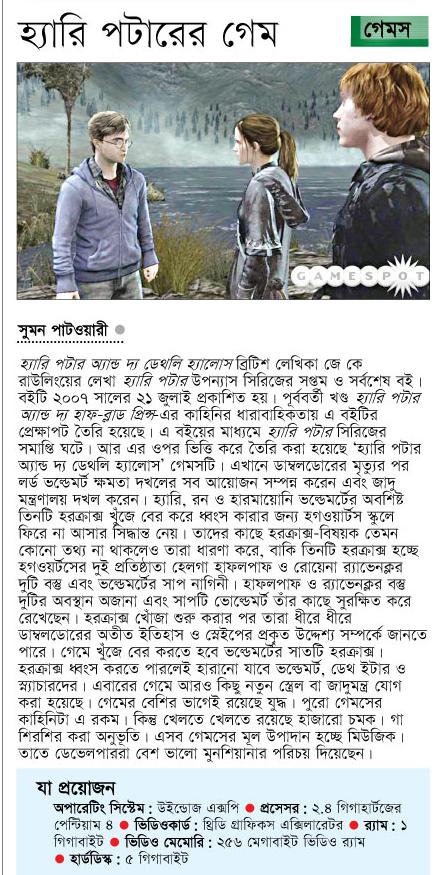 হ্যারি পটারের গেম
গেমস
GAMESPOT
সুমন পাটওয়ারী
হ্যারি পটার অ্যান্ড দ্য ডেথলি হ্যালোস ব্রিটিশ লেখিকা জে কে
রাউলিংয়ের লেখা হ্যারি পটার উপন্যাস সিরিজের সপ্তম ও সর্বশেষ বই।
বইটি ২০০৭ সালের ২১ জুলাই প্রকাশিত হয়। পূর্ববর্তী খণ্ড হ্যারি পটার
অ্যান্ড দ্য হাফ-ব্লাড প্রিন্স-এর কাহিনির ধারাবাহিকতায় এ বইটির
প্রেক্ষাপট তৈরি হয়েছে। এ বইয়ের মাধ্যমে হ্যারি পটার সিরিজের
সমাপ্তি ঘটে। আর এর ওপর ভিত্তি করে তৈরি করা হয়েছে ‘হ্যারি পটার
অ্যান্ড দ্য ডেথলি হ্যালোস’ গেমসটি। এখানে ডাম্বলডোরের মৃত্যুর পর
লর্ড ভল্ডেমর্ট ক্ষমতা দখলের সব আয়োজন সম্পন্ন করেন এবং জাদু
মন্ত্রণালয় দখল করেন। হ্যারি, রন ও হারমায়োনি ভল্ডেমর্টের অবশিষ্ট
তিনটি হরক্রাক্স খুঁজে বের করে ধ্বংস কারার জন্য হগওয়ার্টস স্কুলে
ফিরে না আসার সিদ্ধান্ত নেয়। তাদের কাছে হরক্রাক্স-বিষয়ক তেমন
কোনো তথ্য না থাকলেও তারা ধারণা করে, বাকি তিনটি হরক্রাক্স হচ্ছে
হগওয়র্টসের দুই প্রতিষ্ঠাতা হেলগা হাফলপাফ ও রোয়েনা র‍্যাভেনক্লর
দুটি বস্তু এবং ভল্ডেমর্টের সাপ নাগিনী। হাফলপাফ ও র‍্যাভেনক্লর বস্তু
দুটির অবস্থান অজানা এবং সাপটি ভোল্ডেমর্ট তাঁর কাছে সুরক্ষিত করে
রেখেছেন। হরক্রাক্স খোঁজা শুরু করার পর তারা ধীরে ধীরে
ডাম্বলডোরের অতীত ইতিহাস ও স্নেইপের প্রকৃত উদ্দেশ্য সম্পর্কে জানতে
পারে। গেমে খুঁজে বের করতে হবে ভল্ডেমর্টের সাতটি হরক্রাক্স।
হরক্রাক্স ধ্বংস করতে পারলেই হারানো যাবে ভল্ডেমর্ট, ডেথ ইটার ও
স্ন্যাচারদের। এবারের গেমে আরও কিছু নতুন স্ত্রেল বা জাদুমন্ত্র যোগ
করা হয়েছে। গেমের বেশির ভাগেই রয়েছে যুদ্ধ। পুরো গেমসের
কাহিনিটা এ রকম। কিন্তু খেলতে খেলতে রয়েছে হাজারো চমক। গা
শিরশির করা অনুভূতি। এসব গেমসের মূল উপাদান হচ্ছে মিউজিক।
তাতে ডেভেলপাররা বেশ ভালো মুনশিয়ানার পরিচয় দিয়েছেন।
যা প্রয়োজন
অপারেটিং সিস্টেম : উইন্ডোজ এক্সপি ● প্রসেসর : ২.৪ গিগাহার্টজের
পেন্টিয়াম ৪ ● ভিডিওকার্ড : থ্রিডি গ্রাফিকস এক্সিলারেটর ● র‍্যাম : ১
গিগাবাইট ● ভিডিও মেমোরি : ২৫৬ মেগাবাইট ভিডিও র‍্যাম
● হার্ডডিস্ক : ৫ গিগাবাইট